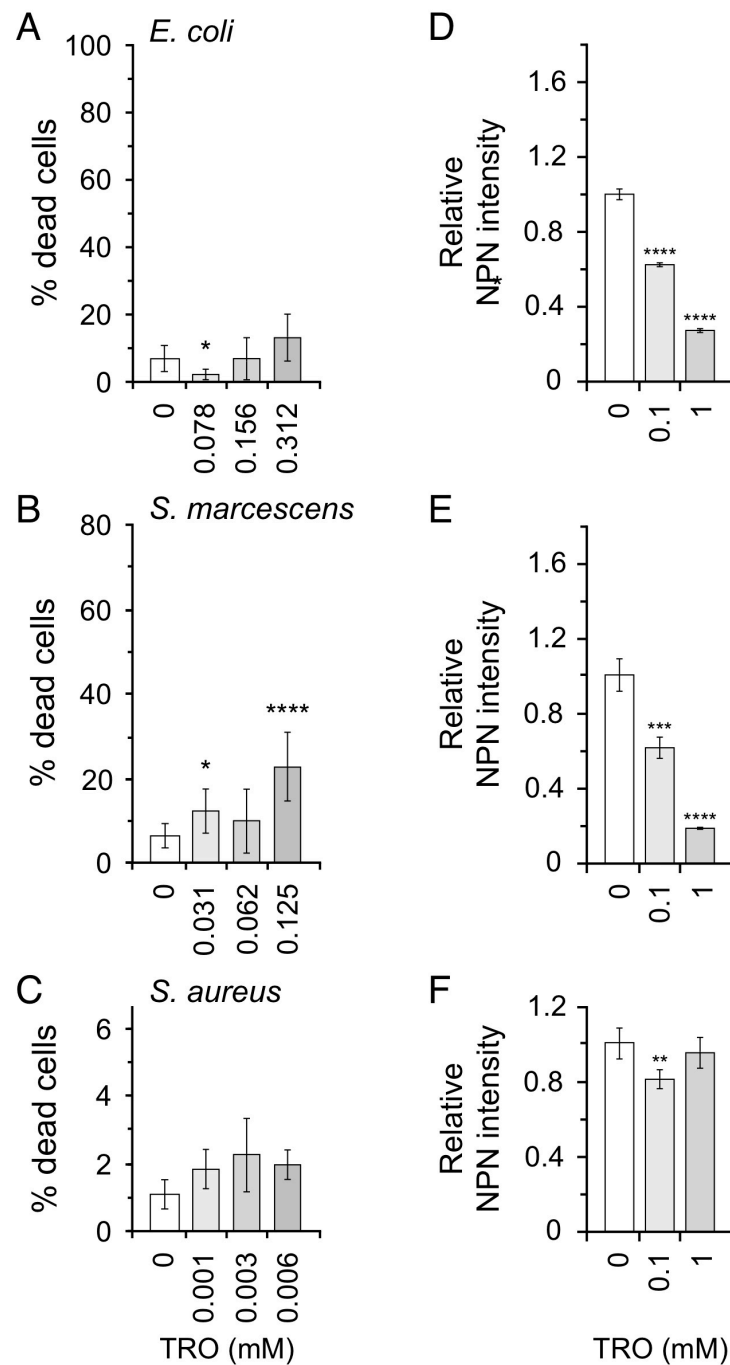 A
E. coli
100
80
60
40
20
0
% dead cells
*
0
0.078
0.156
0.312
D
1.6
1.2
0.8
0.4
0
Relative
NPN intensity
*
****
****
0
0.1
1
B
S. marcescens
80
60
40
20
0
% dead cells
*
****
0
0.031
0.062
0.125
E
1.6
1.2
0.8
0.4
0
Relative
NPN intensity
***
****
0
0.1
1
C
S. aureus
6
4
2
0
% dead cells
0
0.001
0.003
0.006
TRO (mM)
F
1.2
0.8
0.4
0
Relative
NPN intensity
**
0
0.1
1
TRO (mM)